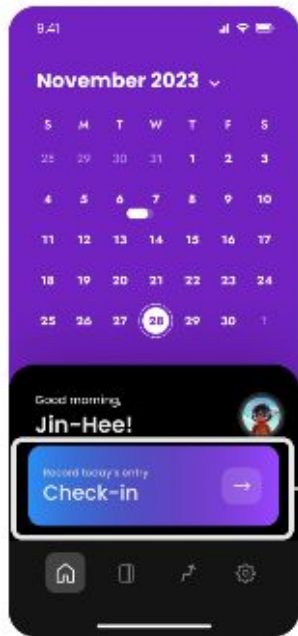 9:41
November 2023
S M T W T F S
28 29 30 31 1 2 3
4 5 6 7 8 9 10
11 12 13 14 15 16 17
18 19 20 21 22 23 24
25 26 27 28 29 30 1
Good morning,
Jin-Hee!
Record today's entry
Check-in